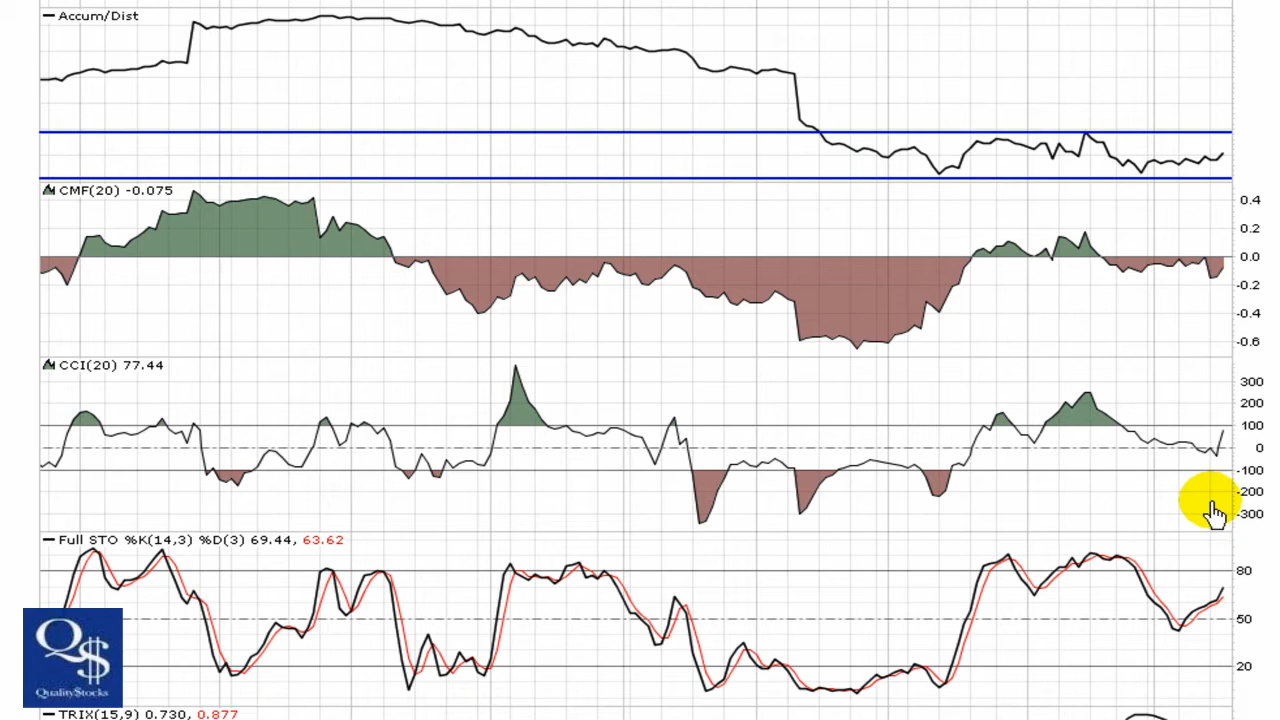 Accum/Dist
CMF(20) -0.075
0.4
0.2
0.0
-0.2
-0.4
-0.6
CCI(20) 77.44
300
200
100
0
-100
-200
-300
Full STO %K(14,3) %D(3) 69.44, 63.62
80
50
20
QS
QualityStocks
TRIX(15,9) 0.730, 0.877